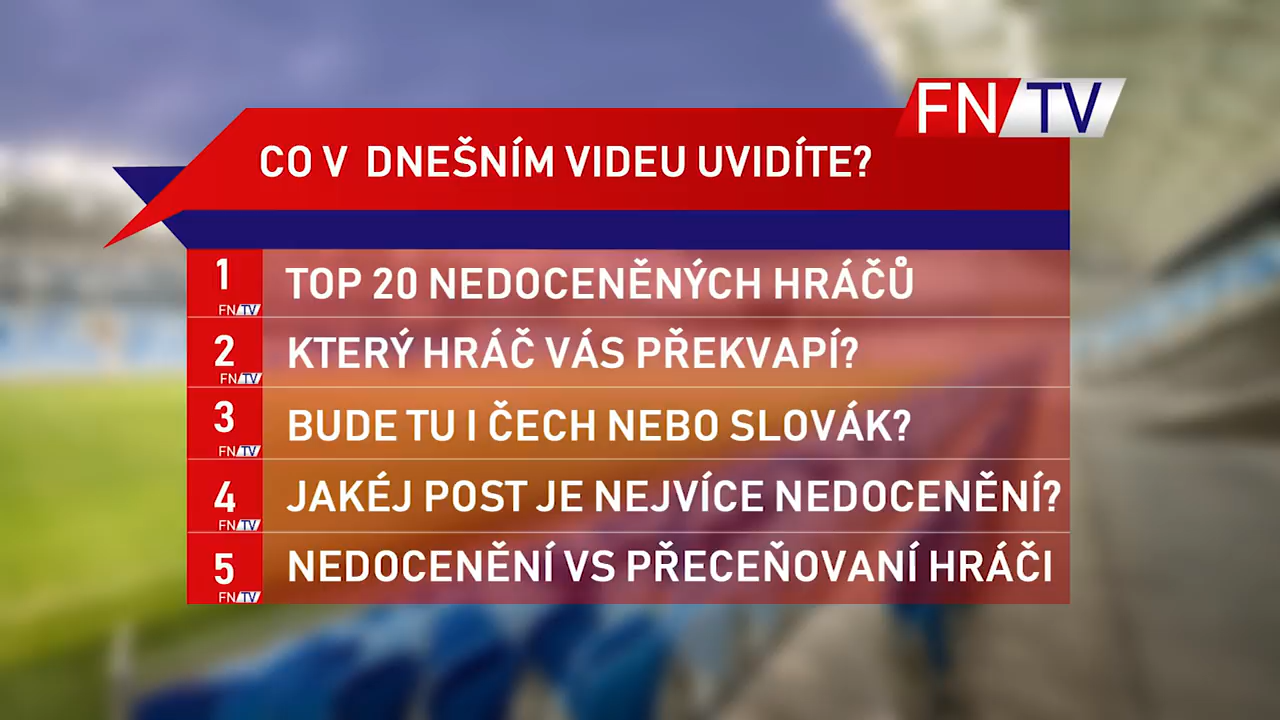 FN/TV
CO V DNEŠNÍM VIDEU UVIDÍTE?
1 TOP 20 NEDOCENĚNÝCH HRÁČŮ
FN/TV
2 KTERÝ HRÁČ VÁS PŘEKVAPÍ?
FN/TV
3 BUDE TU I ČECH NEBO SLOVÁK?
FN/TV
4 JAKÉJ POST JE NEJVÍCE NEDOCENĚNÍ?
FN/TV
5 NEDOCENĚNÍ VS PŘECEŇOVANÍ HRÁČI
FN/TV